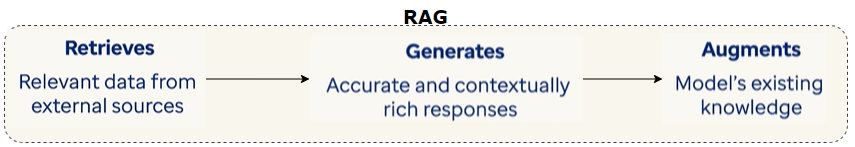 RAG
Retrieves
Relevant data from
external sources
Generates
Accurate and contextually
rich responses
Augments
Model's existing
knowledge